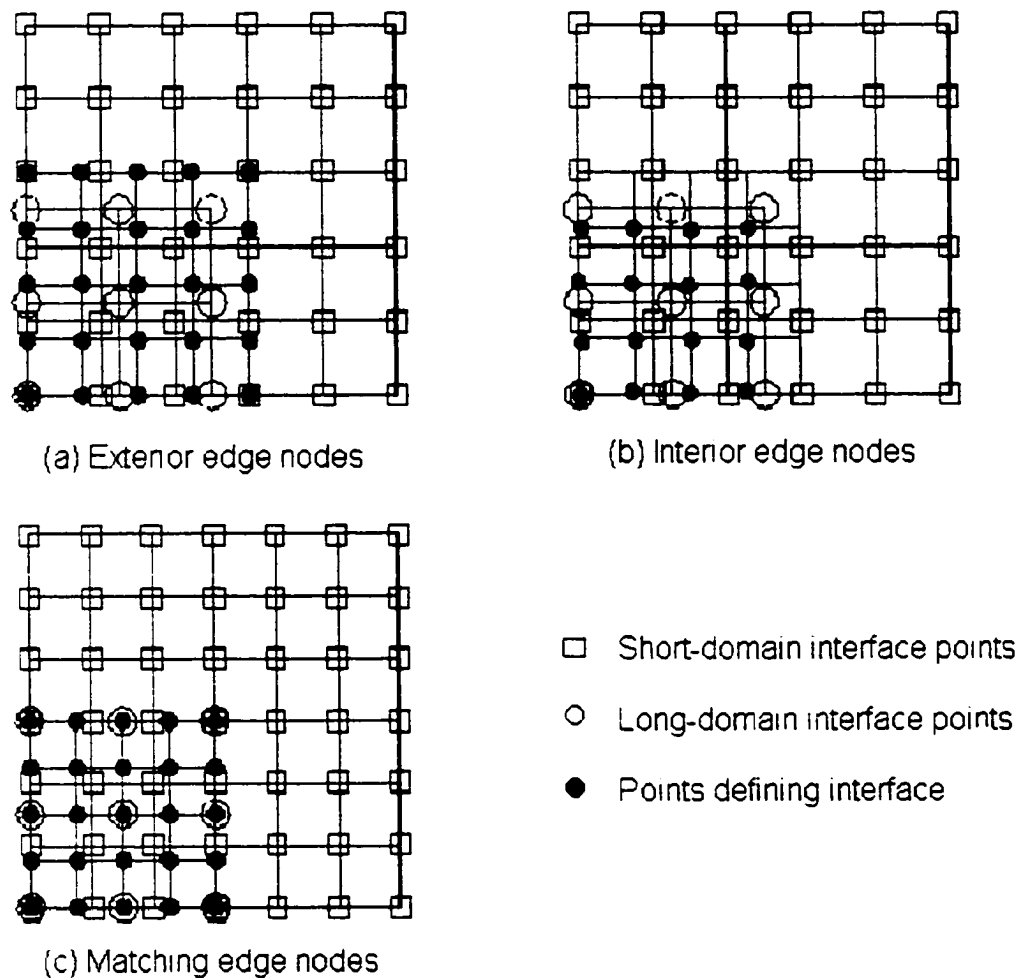 (a) Exterior edge nodes
(b) Interior edge nodes
(c) Matching edge nodes
Short-domain interface points
Long-domain interface points
Points defining interface